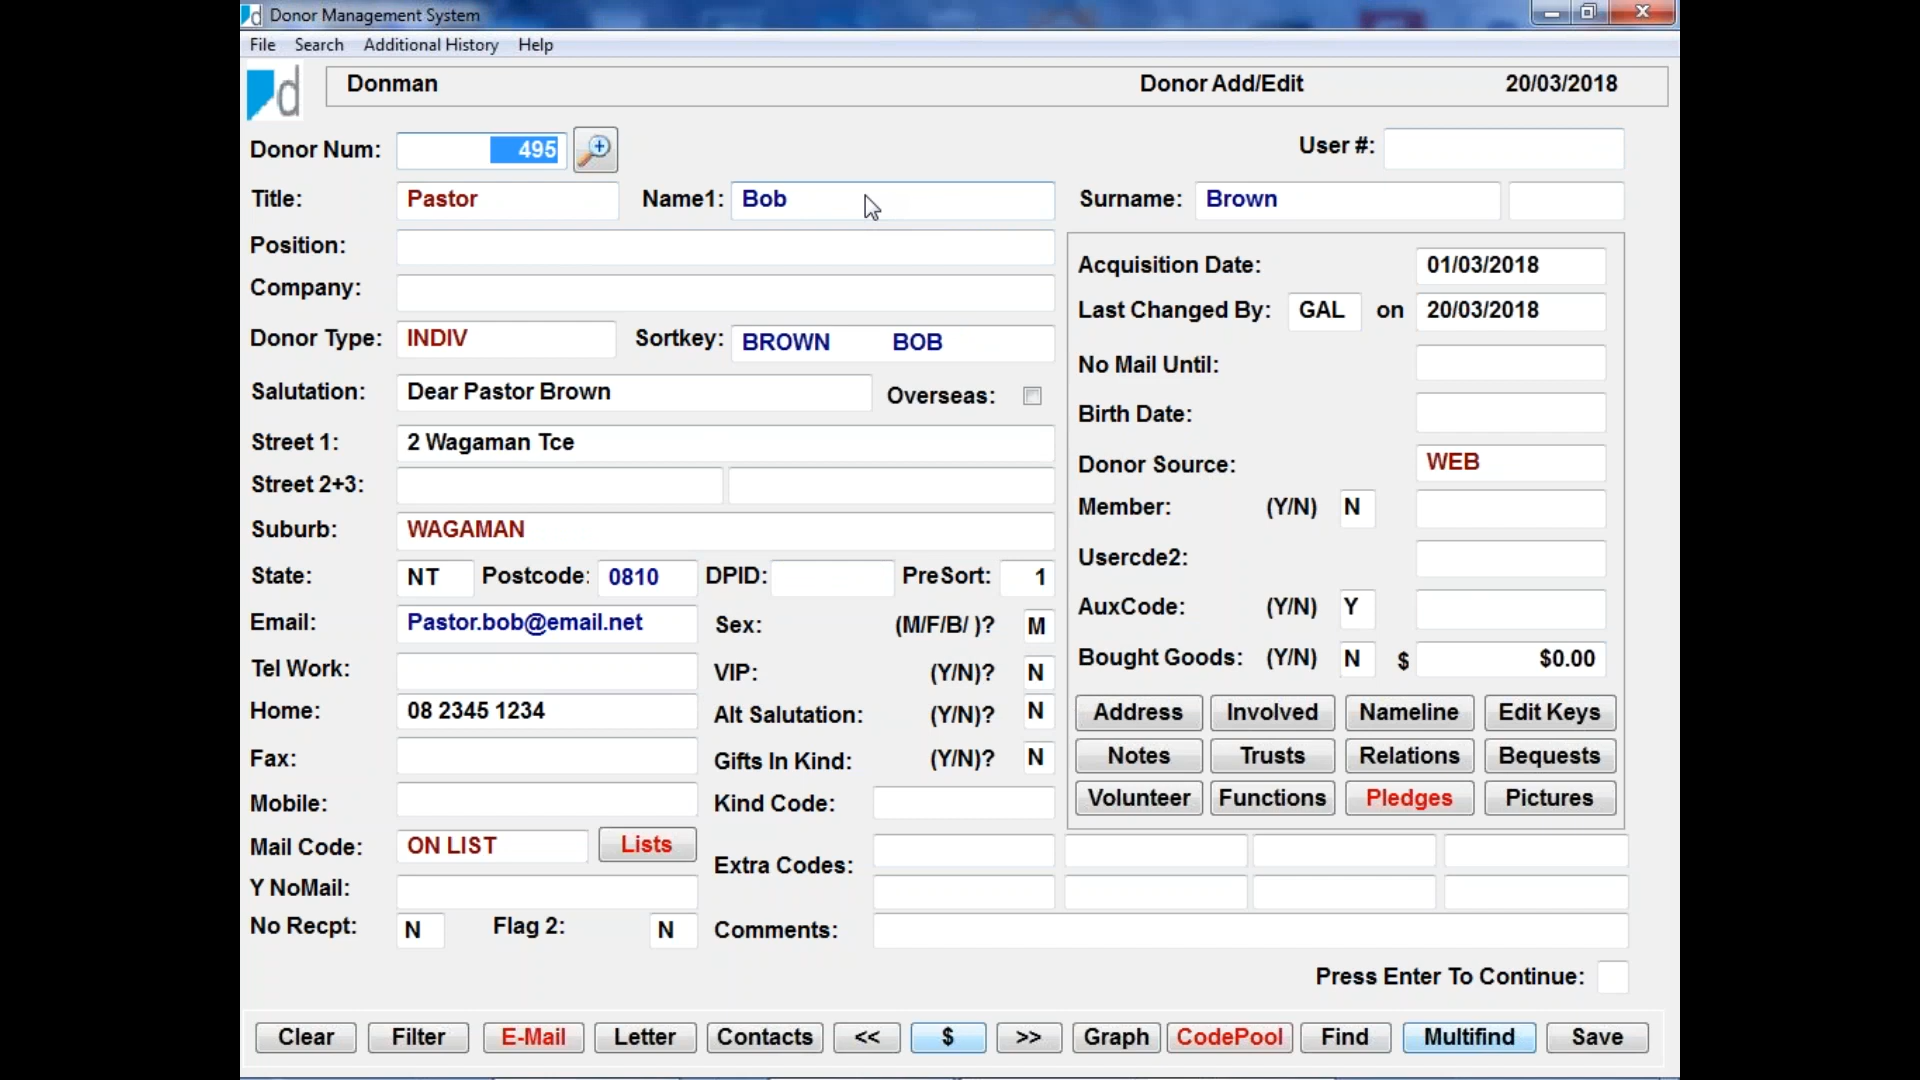 Donor Management System
File Search Additional History Help
d Donman Donor Add/Edit 20/03/2018
Donor Num: 495 User #:
Title: Pastor Name1: Bob Surname: Brown
Position:
Company:
Donor Type: INDIV Sortkey: BROWN BOB
Salutation: Dear Pastor Brown Overseas:
Street 1: 2 Wagaman Tce
Street 2+3:
Suburb: WAGAMAN
State: NT Postcode: 0810 DPID: PreSort: 1
Email: Pastor.bob@email.net Sex: (M/F/B/ )? M
Tel Work: VIP: (Y/N)? N
Home: 08 2345 1234 Alt Salutation: (Y/N)? N
Fax: Gifts In Kind: (Y/N)? N
Mobile: Kind Code:
Mail Code: ON LIST Lists Extra Codes:
Y NoMail:
No Recpt: N Flag 2: N Comments:
Acquisition Date: 01/03/2018
Last Changed By: GAL on 20/03/2018
No Mail Until:
Birth Date:
Donor Source: WEB
Member: (Y/N) N
Usercde2:
AuxCode: (Y/N) Y
Bought Goods: (Y/N) N $ $0.00
Address Involved Nameline Edit Keys
Notes Trusts Relations Bequests
Volunteer Functions Pledges Pictures
Press Enter To Continue:
Clear Filter E-Mail Letter Contacts << $ >> Graph CodePool Find Multifind Save